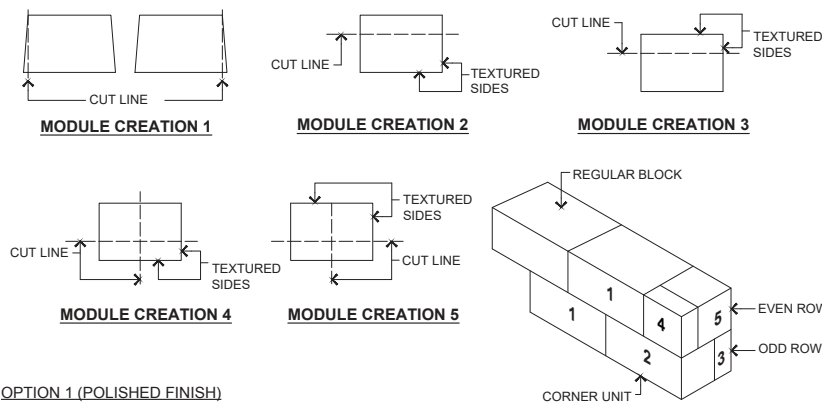 CUT LINE
MODULE CREATION 1
CUT LINE
TEXTURED
SIDES
MODULE CREATION 2
CUT LINE
TEXTURED
SIDES
MODULE CREATION 3
CUT LINE
TEXTURED
SIDES
MODULE CREATION 4
TEXTURED
SIDES
CUT LINE
MODULE CREATION 5
REGULAR BLOCK
1
4
5
EVEN ROW
1
2
3
ODD ROW
CORNER UNIT
OPTION 1 (POLISHED FINISH)